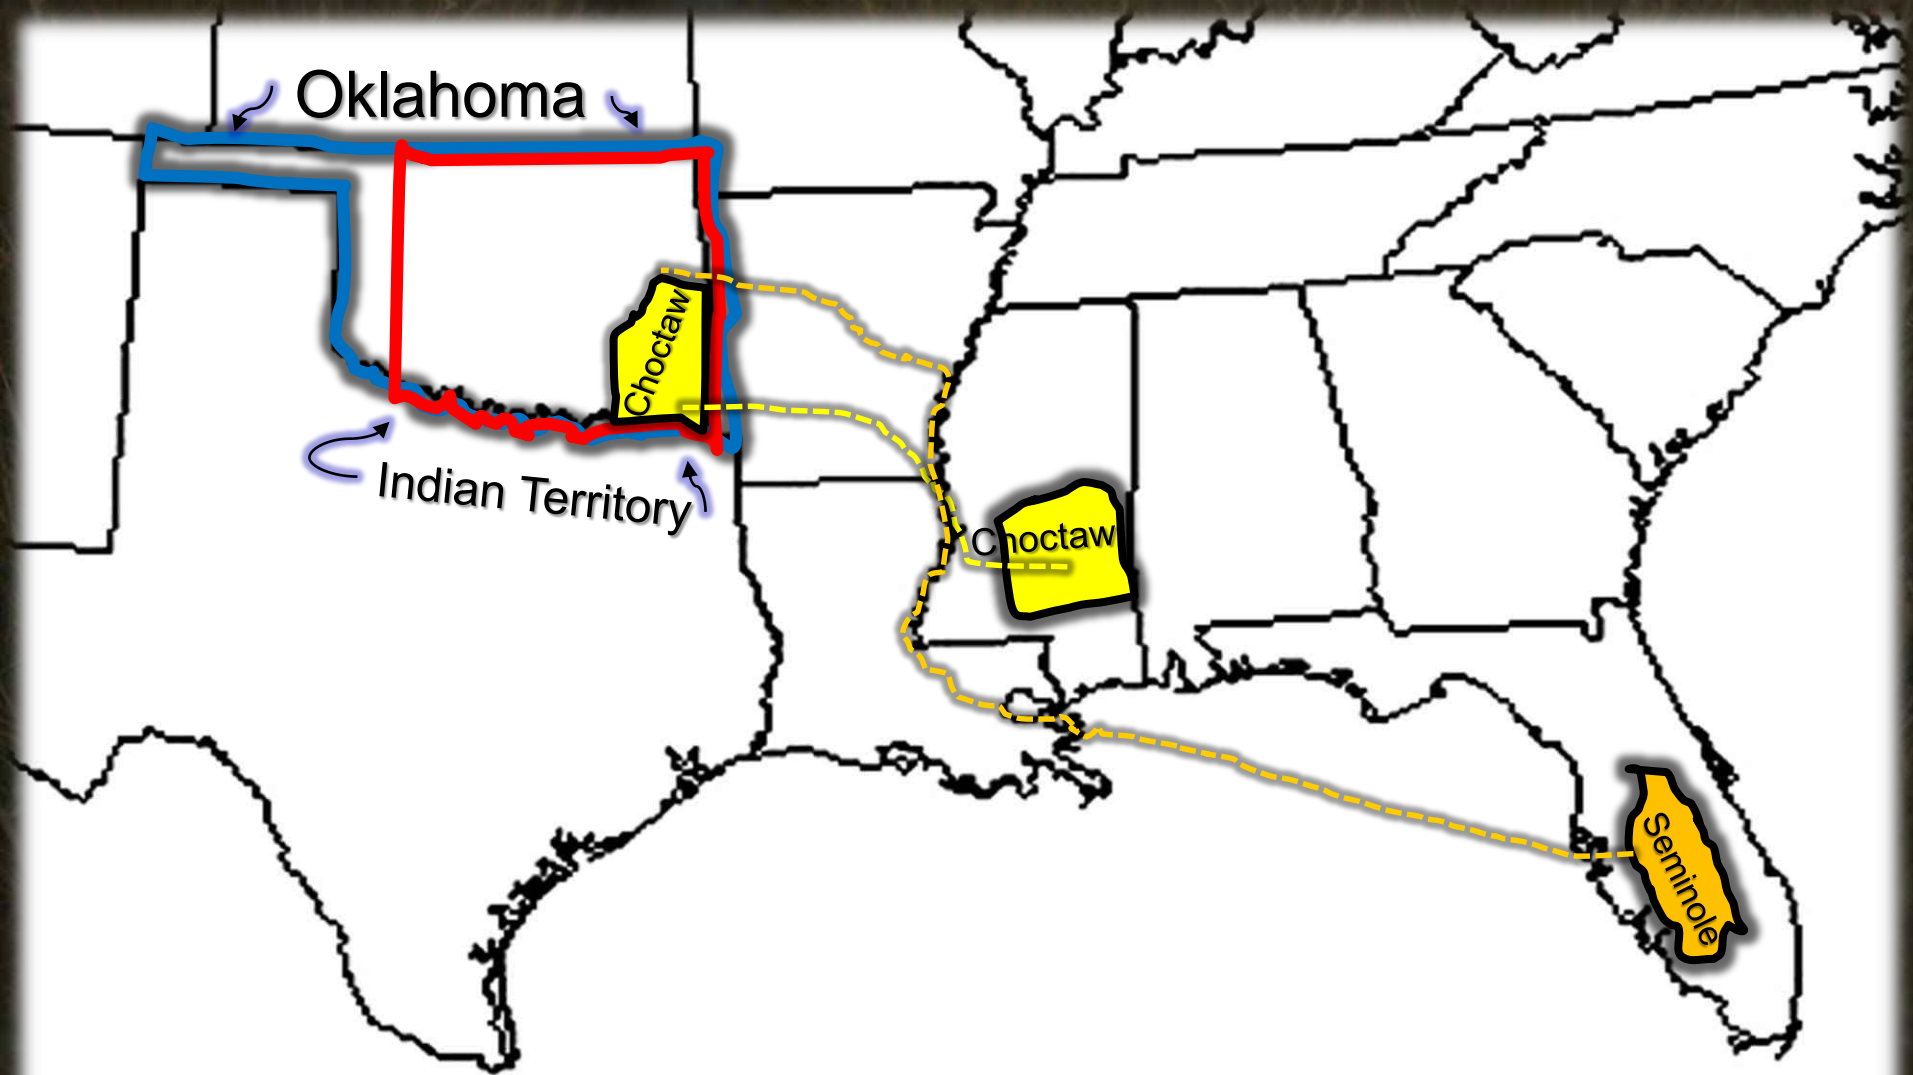 Oklahoma
Choctaw
Indian Territory
Choctaw
Seminole